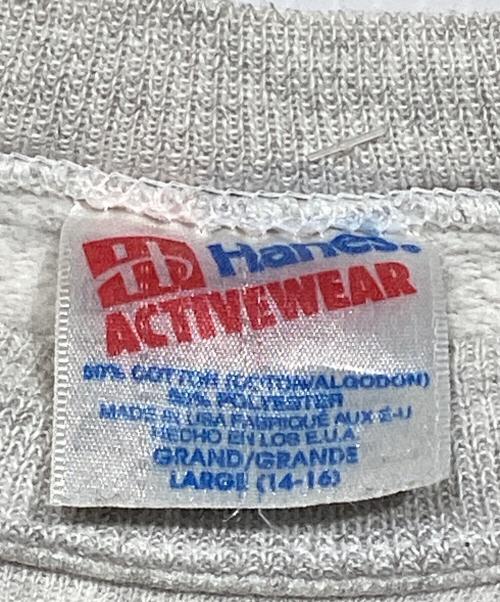 Hanes®
ACTIVEWEAR
50% COTTON (COTON/ALGODON)
50% POLYESTER
MADE IN USA FABRIQUÉ AUX É-U
HECHO EN LOS E.U.A.
GRAND/GRANDE
LARGE (14-16)